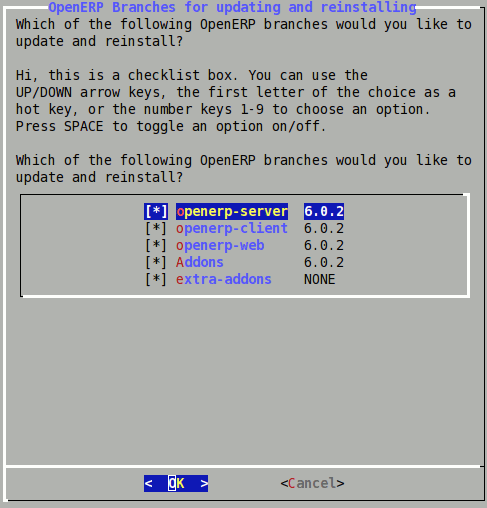 OpenERP Branches for updating and reinstalling
Which of the following OpenERP branches would you like to
update and reinstall?
Hi, this is a checklist box. You can use the
UP/DOWN arrow keys, the first letter of the choice as a
hot key, or the number keys 1-9 to choose an option.
Press SPACE to toggle an option on/off.
Which of the following OpenERP branches would you like to
update and reinstall?
[*] openerp-server 6.0.2
[*] openerp-client 6.0.2
[*] openerp-web 6.0.2
[*] Addons 6.0.2
[*] extra-addons NONE
< OK > <Cancel>